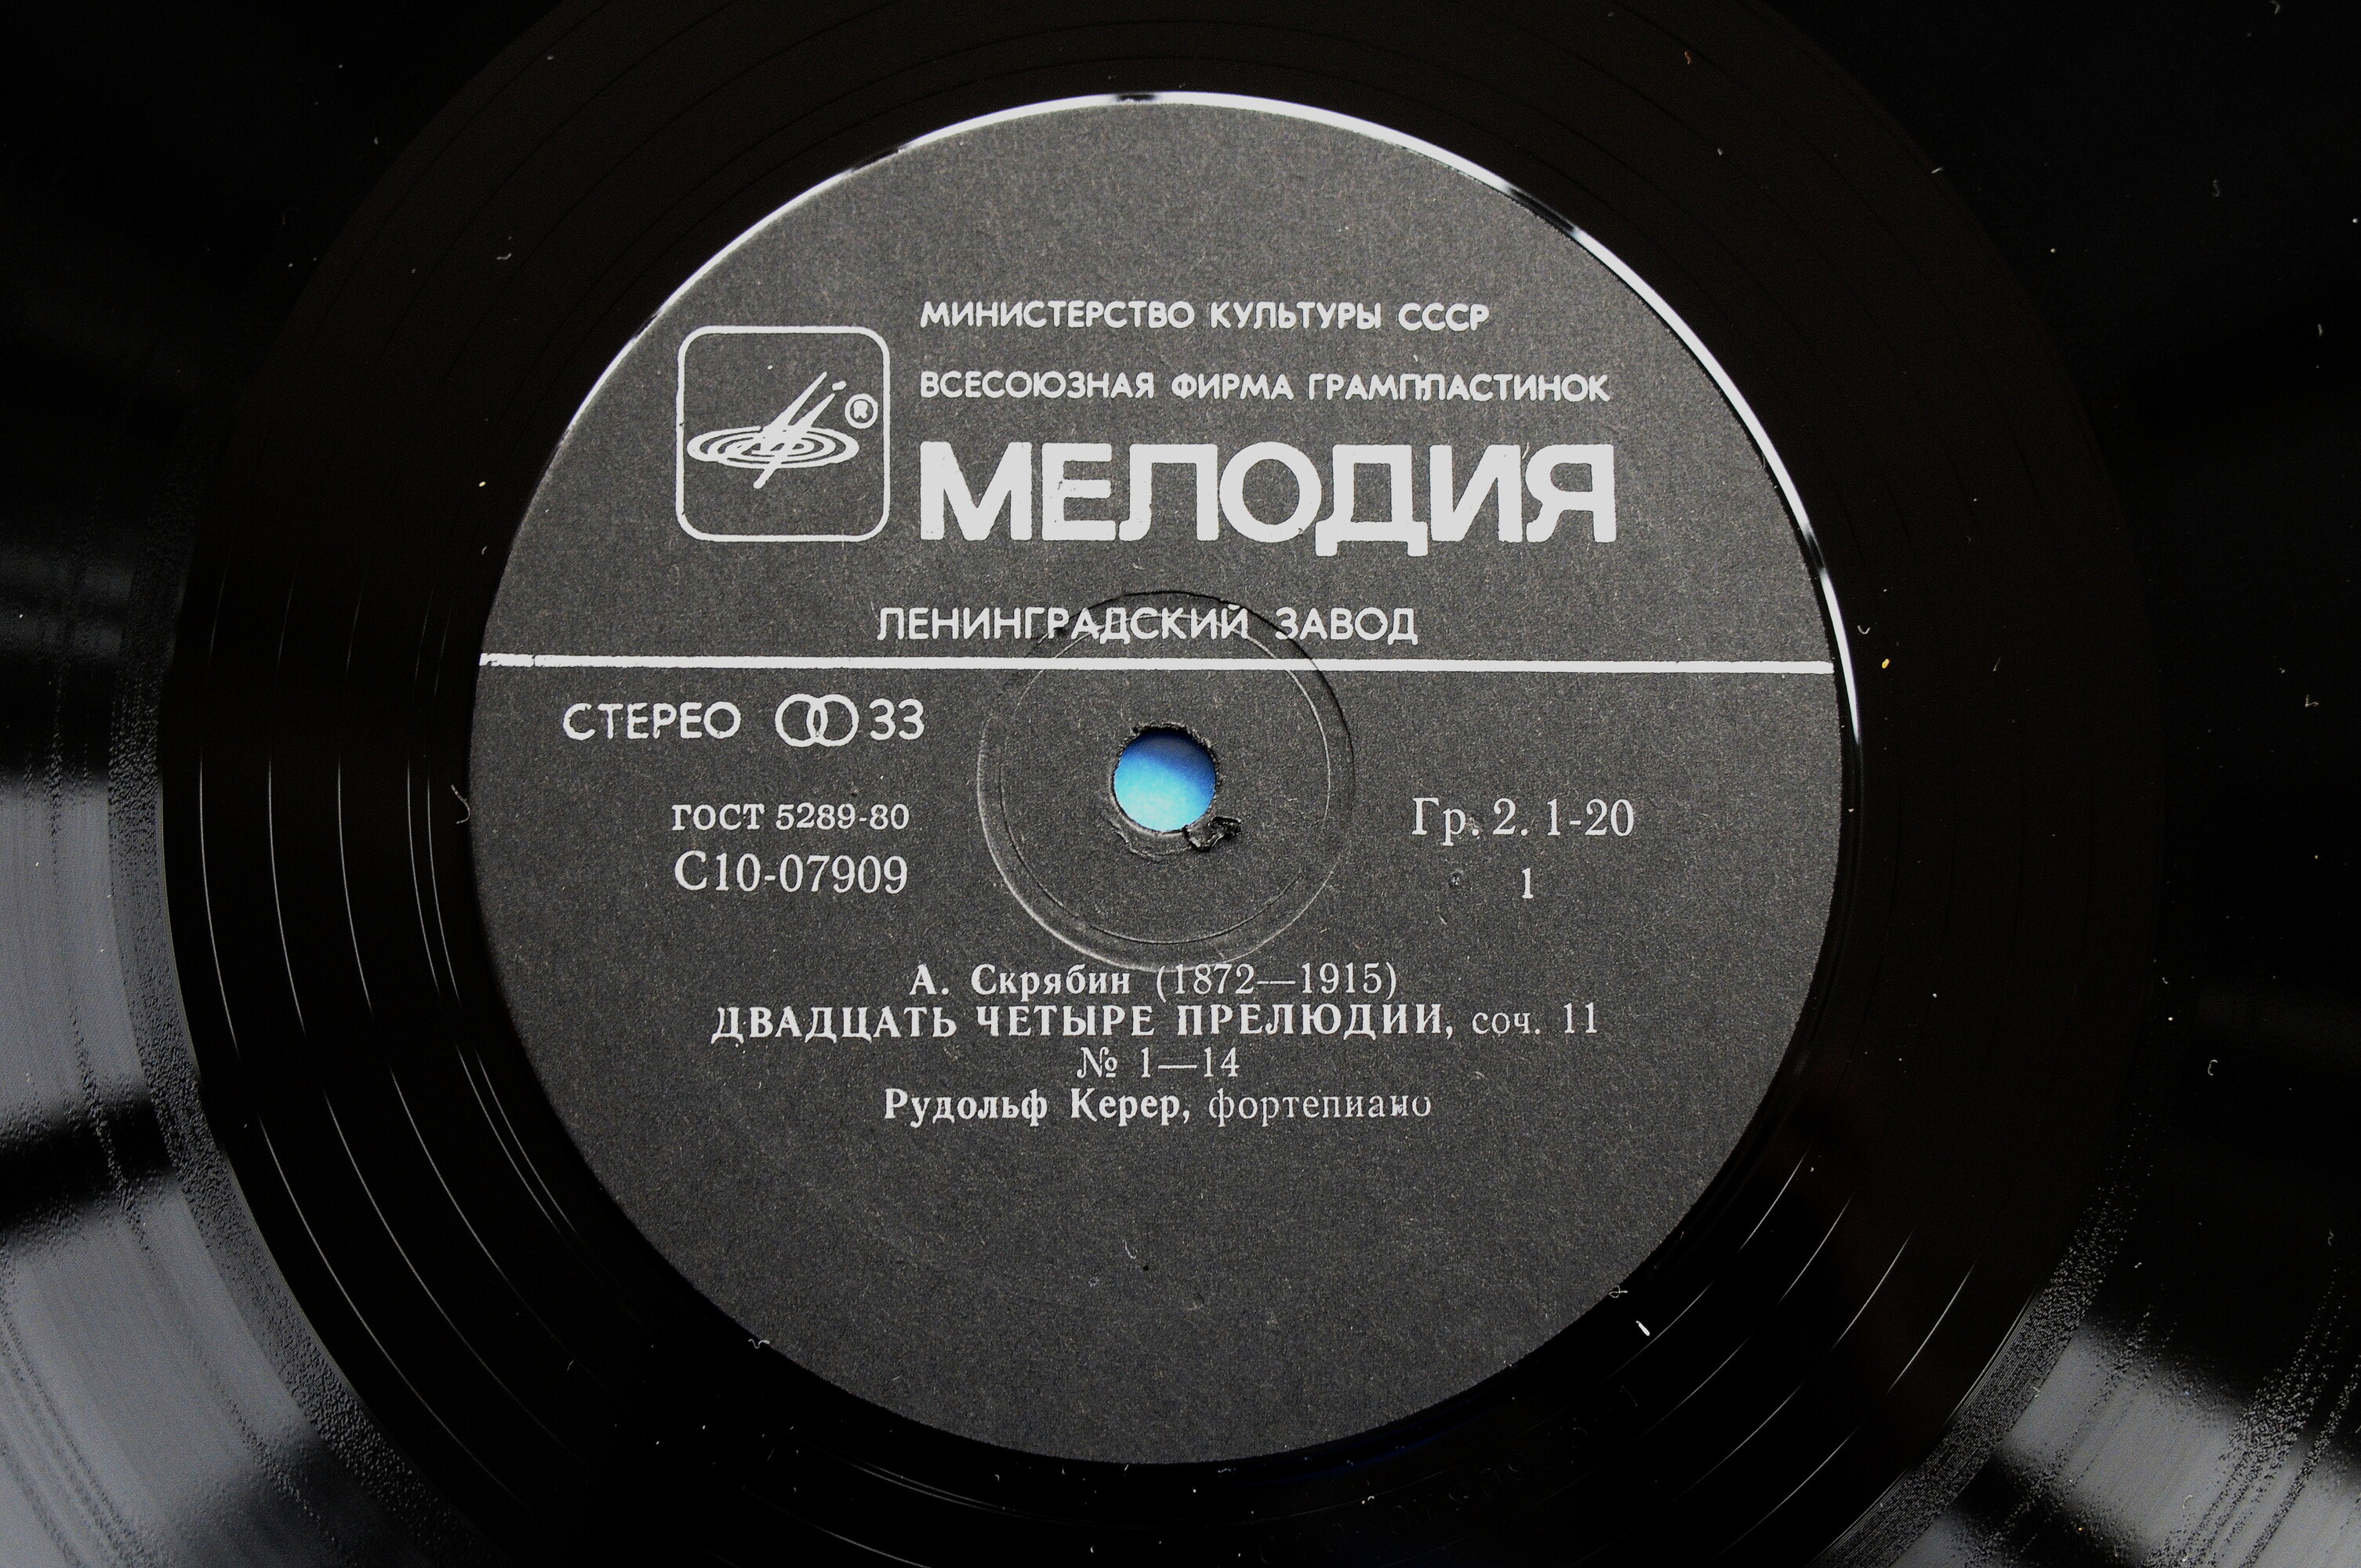 МИНИСТЕРСТВО КУЛЬТУРЫ СССР
ВСЕСОЮЗНАЯ ФИРМА ГРАМПЛАСТИНОК
®
МЕЛОДИЯ
ЛЕНИНГРАДСКИЙ ЗАВОД
СТЕРЕО 33
ГОСТ 5289-80
Гр. 2. 1-20
С10-07909
1
А. Скрябин (1872—1915)
ДВАДЦАТЬ ЧЕТЫРЕ ПРЕЛЮДИИ, соч. 11
№ 1—14
Рудольф Керер, фортепиано